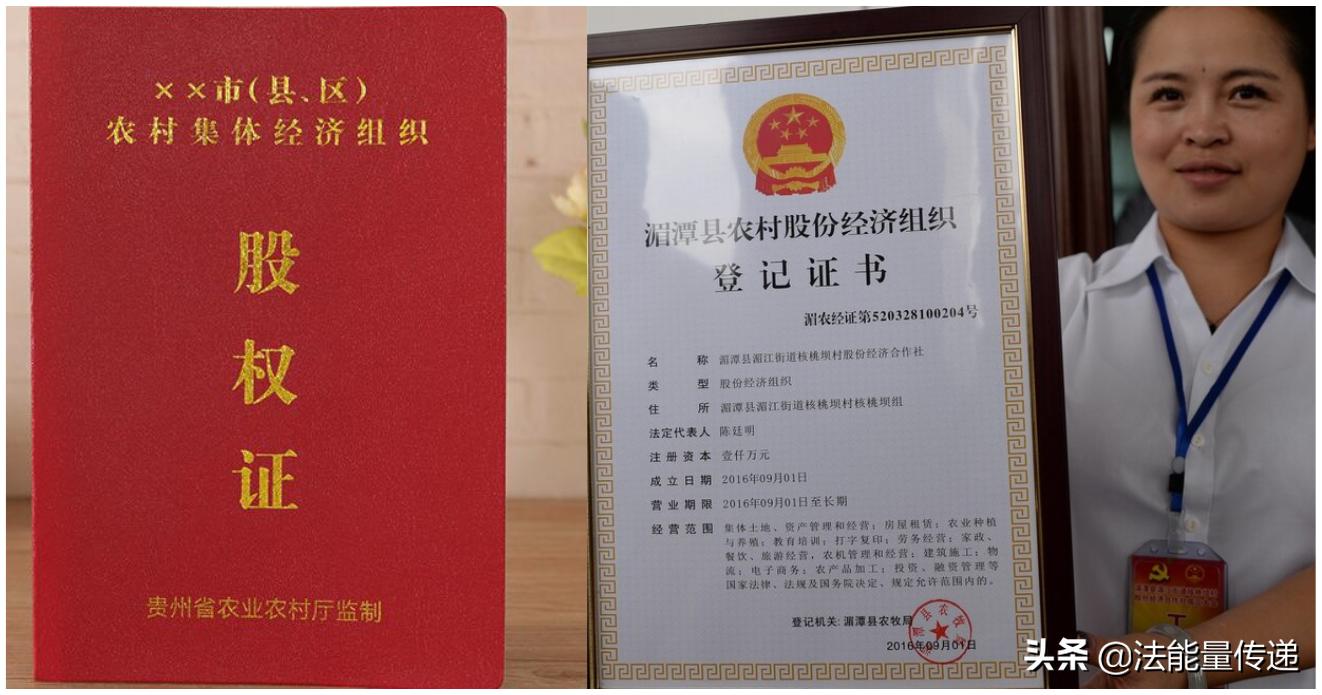 ××市(县、区)
农村集体经济组织
股
权
证
贵州省农业农村厅监制
湄潭县农村股份经济组织
登记证书
湄农经证第520328100204号
名 称 湄潭县湄江街道核桃坝村股份经济合作社
类 型 股份经济组织
住 所 湄潭县湄江街道核桃坝村核桃坝组
法定代表人 陈廷明
注册资本 壹仟万元
成立日期 2016年09月01日
营业期限 2016年09月01日至长期
经营范围 集体土地、资产管理和经营；房屋租赁；农业种植
与养殖；教育培训；打字复印；劳务经营；家政、
餐饮、旅游经营，农机管理和经营；建筑施工；物
流；电子商务；农产品加工；投资、融资管理等
国家法律、法规及国务院决定、规定允许范围内的。
登记机关: 湄潭县农牧局
2016年09月01日
头条 @法能量传递